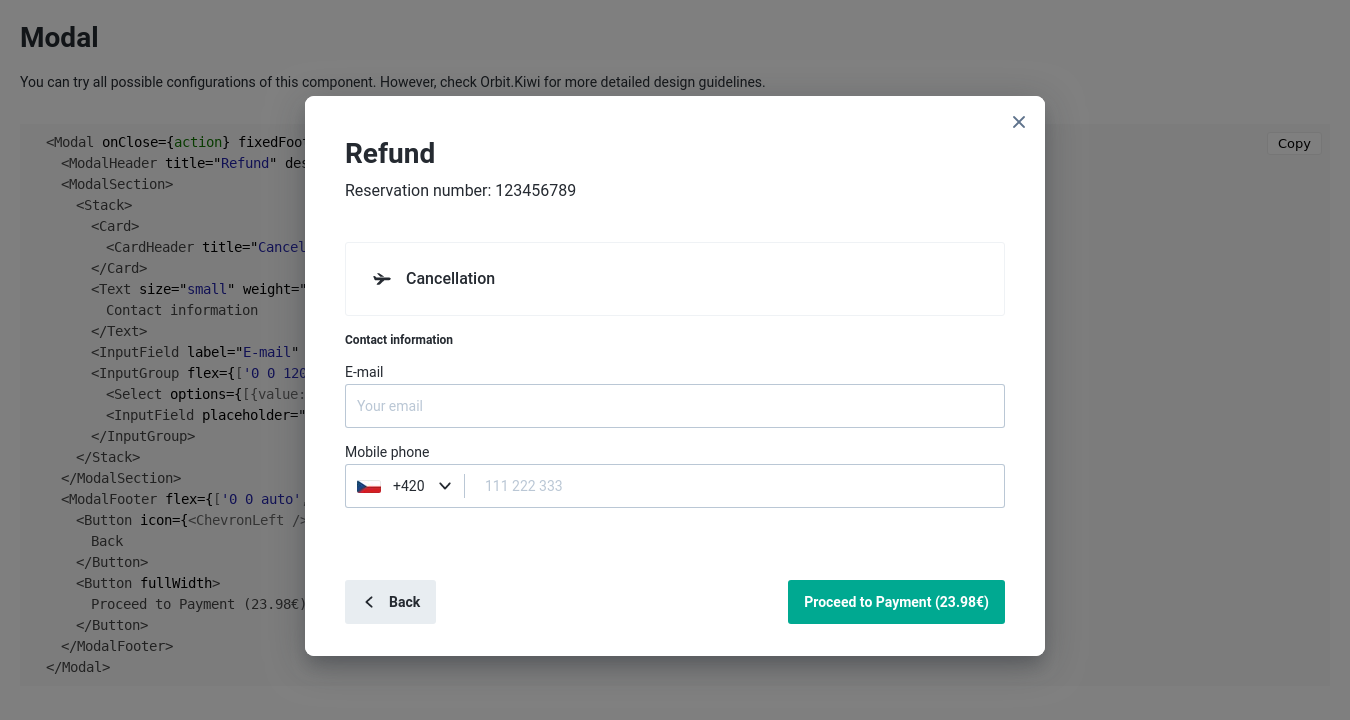 Modal
You can try all possible configurations of this component. However, check Orbit.Kiwi for more detailed design guidelines.
Copy
<Modal onClose={action} fixedFoot
<ModalHeader title="Refund" des
<ModalSection>
<Stack>
<Card>
<CardHeader title="Cancel
</Card>
<Text size="small" weight="
Contact information
</Text>
<InputField label="E-mail"
<InputGroup flex={['0 0 120
<Select options={[{value:
<InputField placeholder="
</InputGroup>
</Stack>
</ModalSection>
<ModalFooter flex={['0 0 auto',
<Button icon={<ChevronLeft />
Back
</Button>
<Button fullWidth>
Proceed to Payment (23.98€)
</Button>
</ModalFooter>
</Modal>
Refund
Reservation number: 123456789
Cancellation
Contact information
E-mail
Your email
Mobile phone
+420 111 222 333
Back
Proceed to Payment (23.98€)